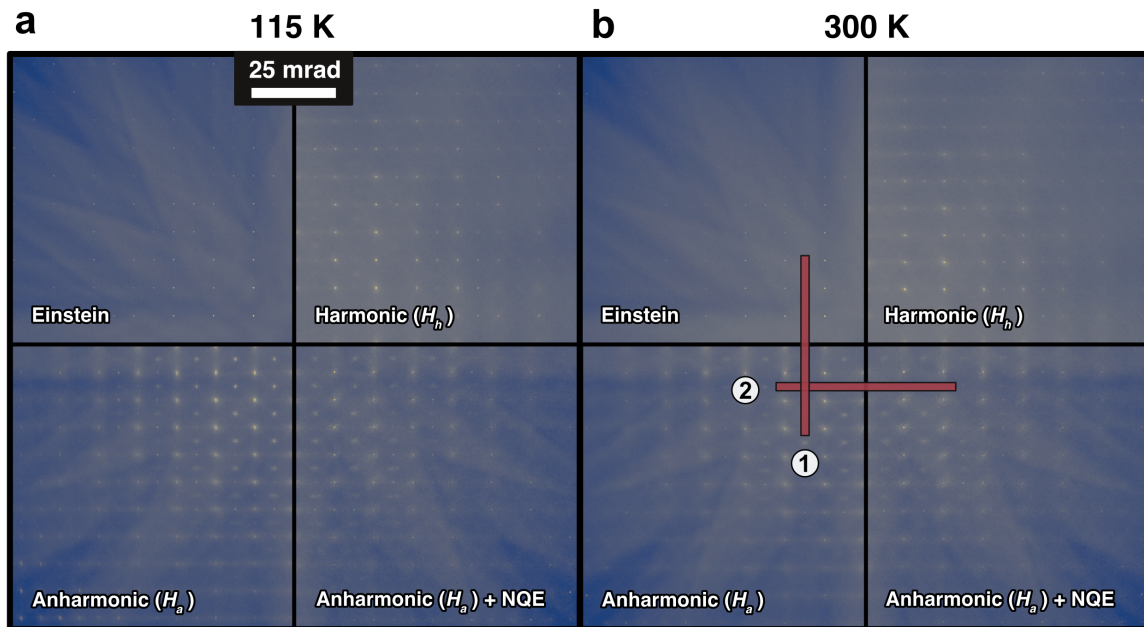 a
115 K
b
300 K
25 mrad
Einstein
Harmonic (Hh)
Einstein
Harmonic (Hh)
2
1
Anharmonic (Ha)
Anharmonic (Ha) + NQE
Anharmonic (Ha)
Anharmonic (Ha) + NQE